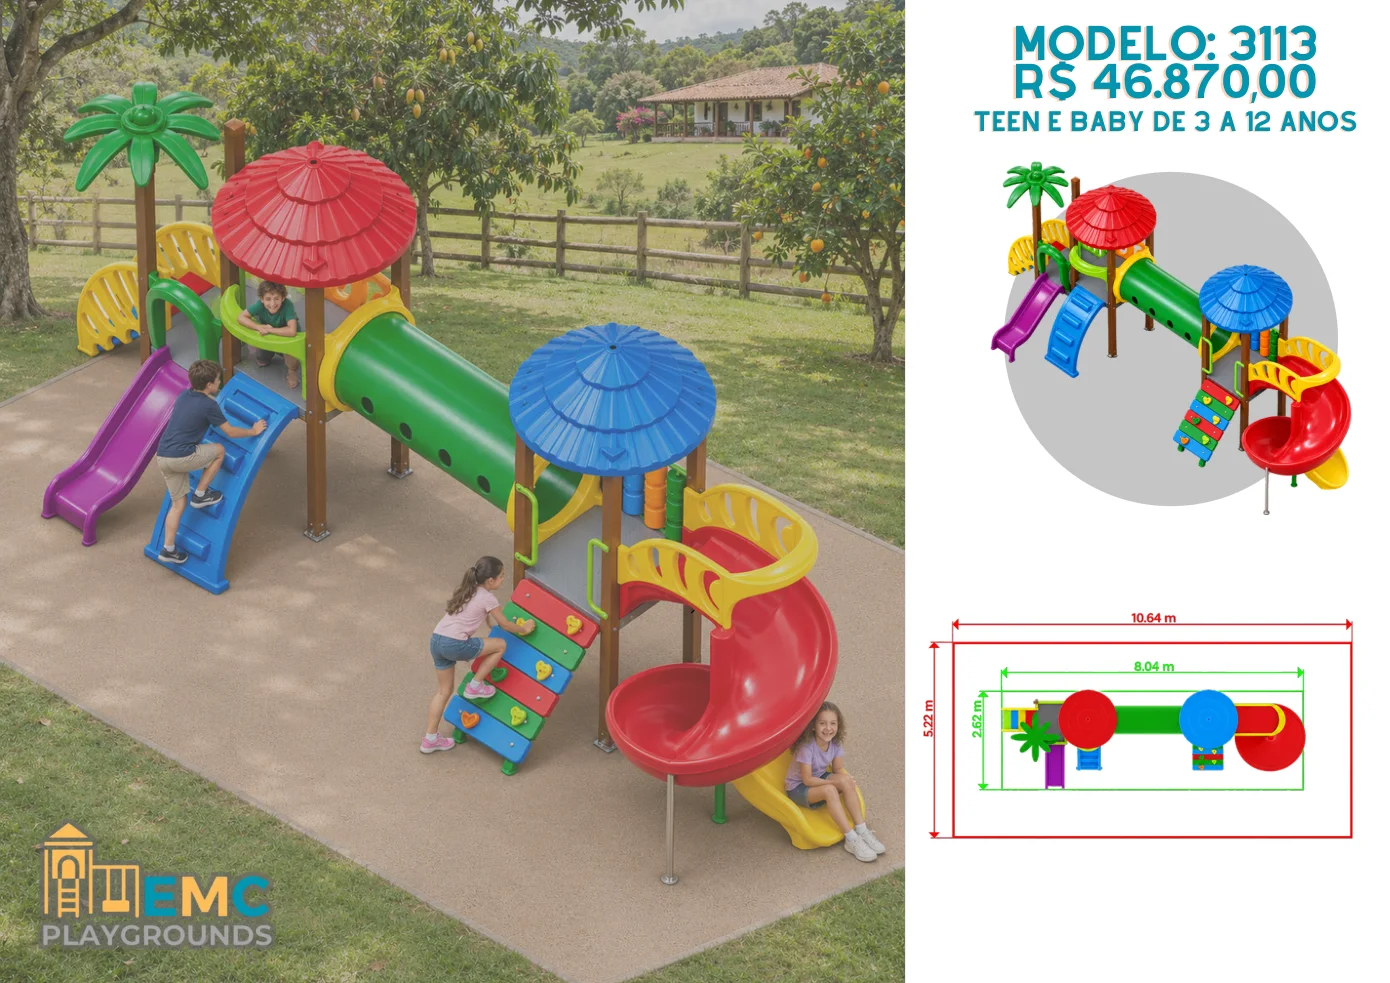 MODELO: 3113
R$ 46.870,00
TEEN E BABY DE 3 A 12 ANOS
10.64 m
8.04 m
5.22 m
2.62 m
EMC
PLAYGROUNDS